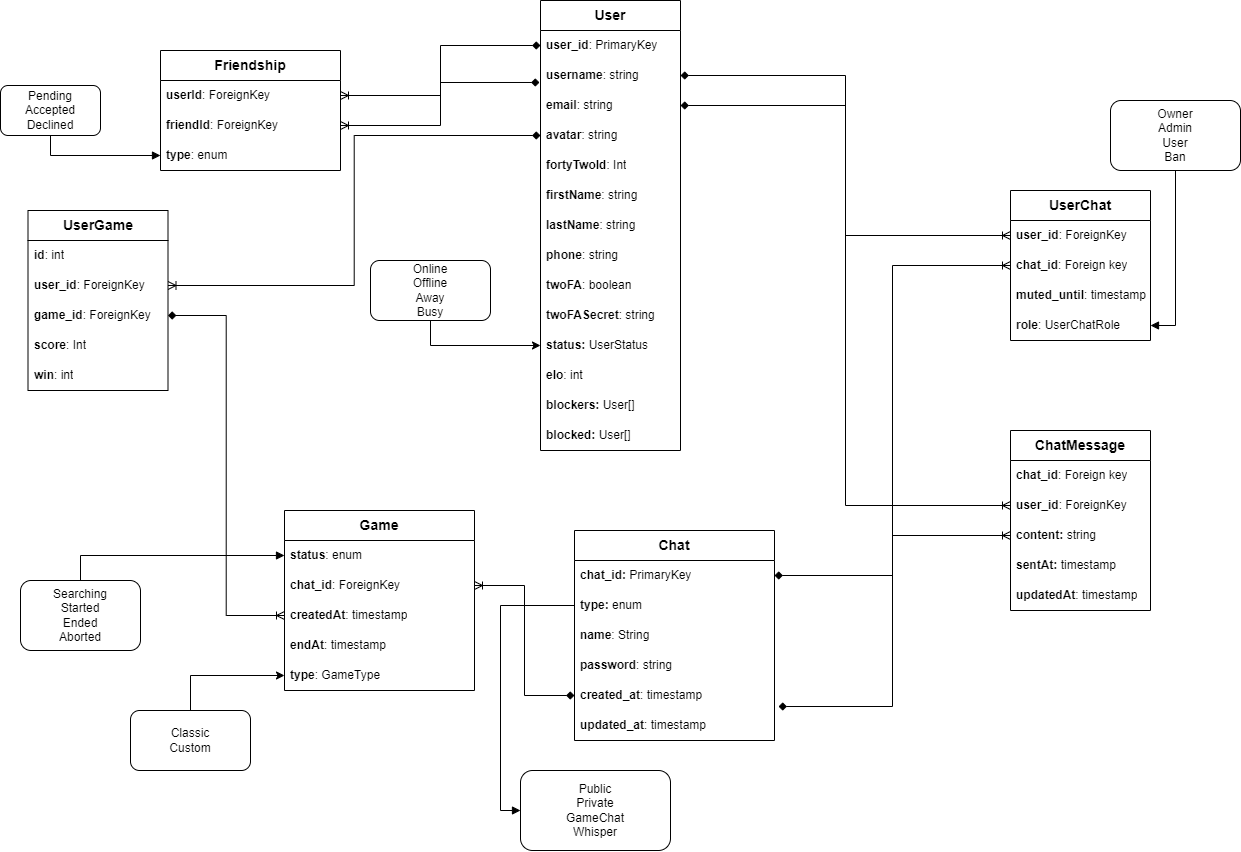 User
user_id: PrimaryKey
username: string
email: string
avatar: string
fortyTwoId: Int
firstName: string
lastName: string
phone: string
twoFA: boolean
twoFASecret: string
status: UserStatus
elo: int
blockers: User[]
blocked: User[]
Friendship
userId: ForeignKey
friendId: ForeignKey
type: enum
Pending
Accepted
Declined
UserGame
id: int
user_id: ForeignKey
game_id: ForeignKey
score: Int
win: int
Online
Offline
Away
Busy
Owner
Admin
User
Ban
UserChat
user_id: ForeignKey
chat_id: Foreign key
muted_until: timestamp
role: UserChatRole
ChatMessage
chat_id: Foreign key
user_id: ForeignKey
content: string
sentAt: timestamp
updatedAt: timestamp
Game
status: enum
chat_id: ForeignKey
createdAt: timestamp
endAt: timestamp
type: GameType
Searching
Started
Ended
Aborted
Classic
Custom
Chat
chat_id: PrimaryKey
type: enum
name: String
password: string
created_at: timestamp
updated_at: timestamp
Public
Private
GameChat
Whisper